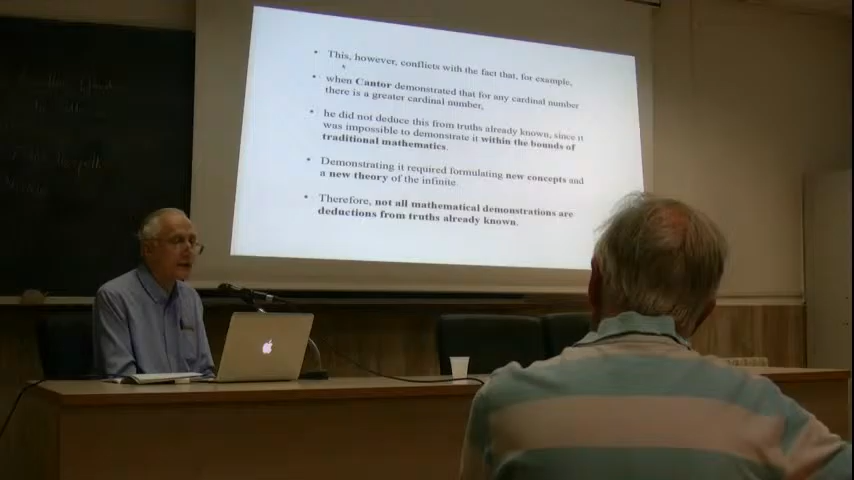 • This, however, conflicts with the fact that, for example,
• when Cantor demonstrated that for any cardinal number
there is a greater cardinal number,
• he did not deduce this from truths already known, since it
was impossible to demonstrate it within the bounds of
traditional mathematics.
• Demonstrating it required formulating new concepts and
a new theory of the infinite.
• Therefore, not all mathematical demonstrations are
deductions from truths already known.